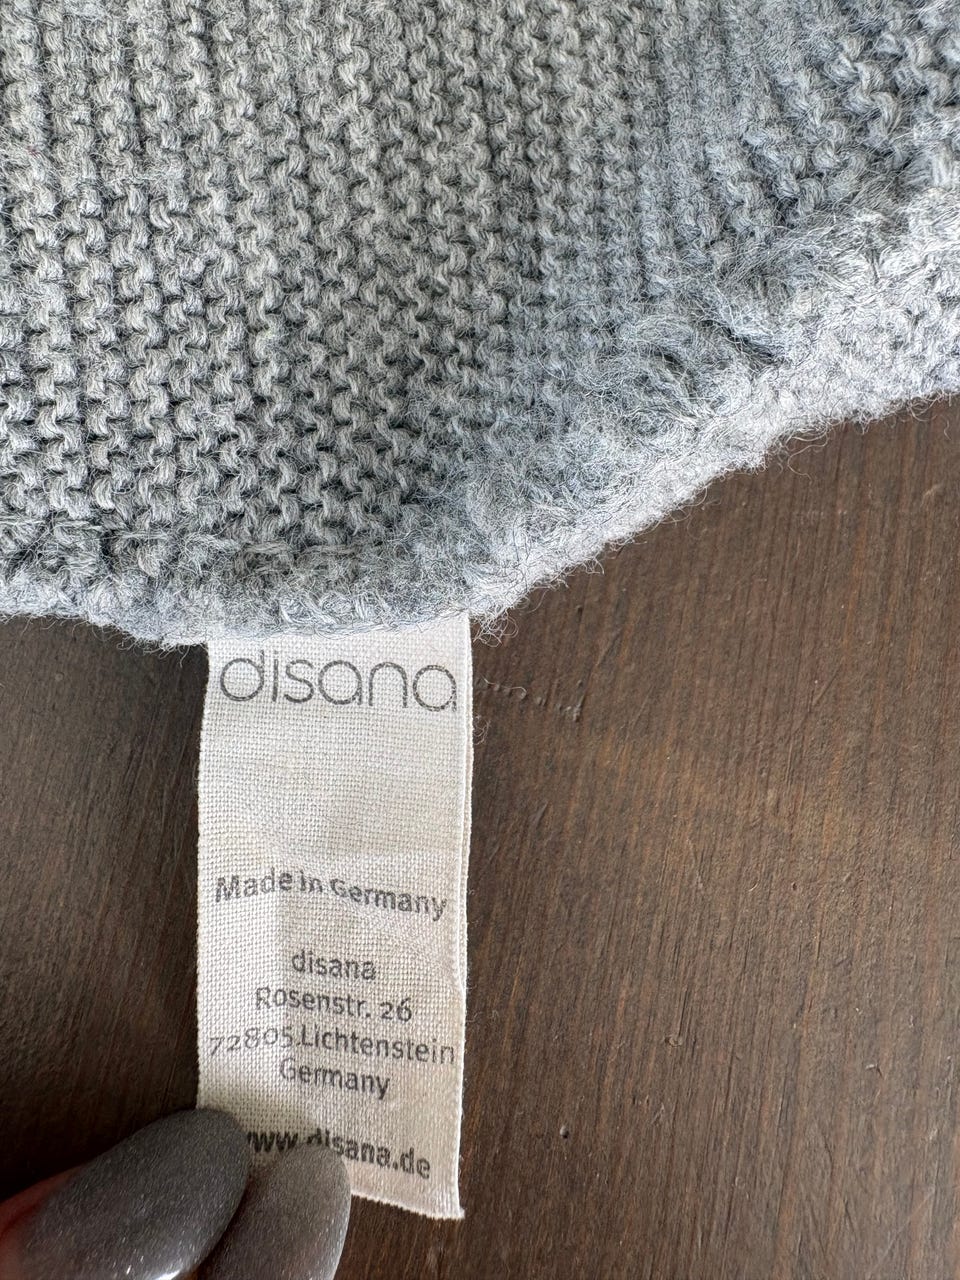 disana
Made in Germany
disana
Rosenstr. 26
72805 Lichtenstein
Germany
www.disana.de